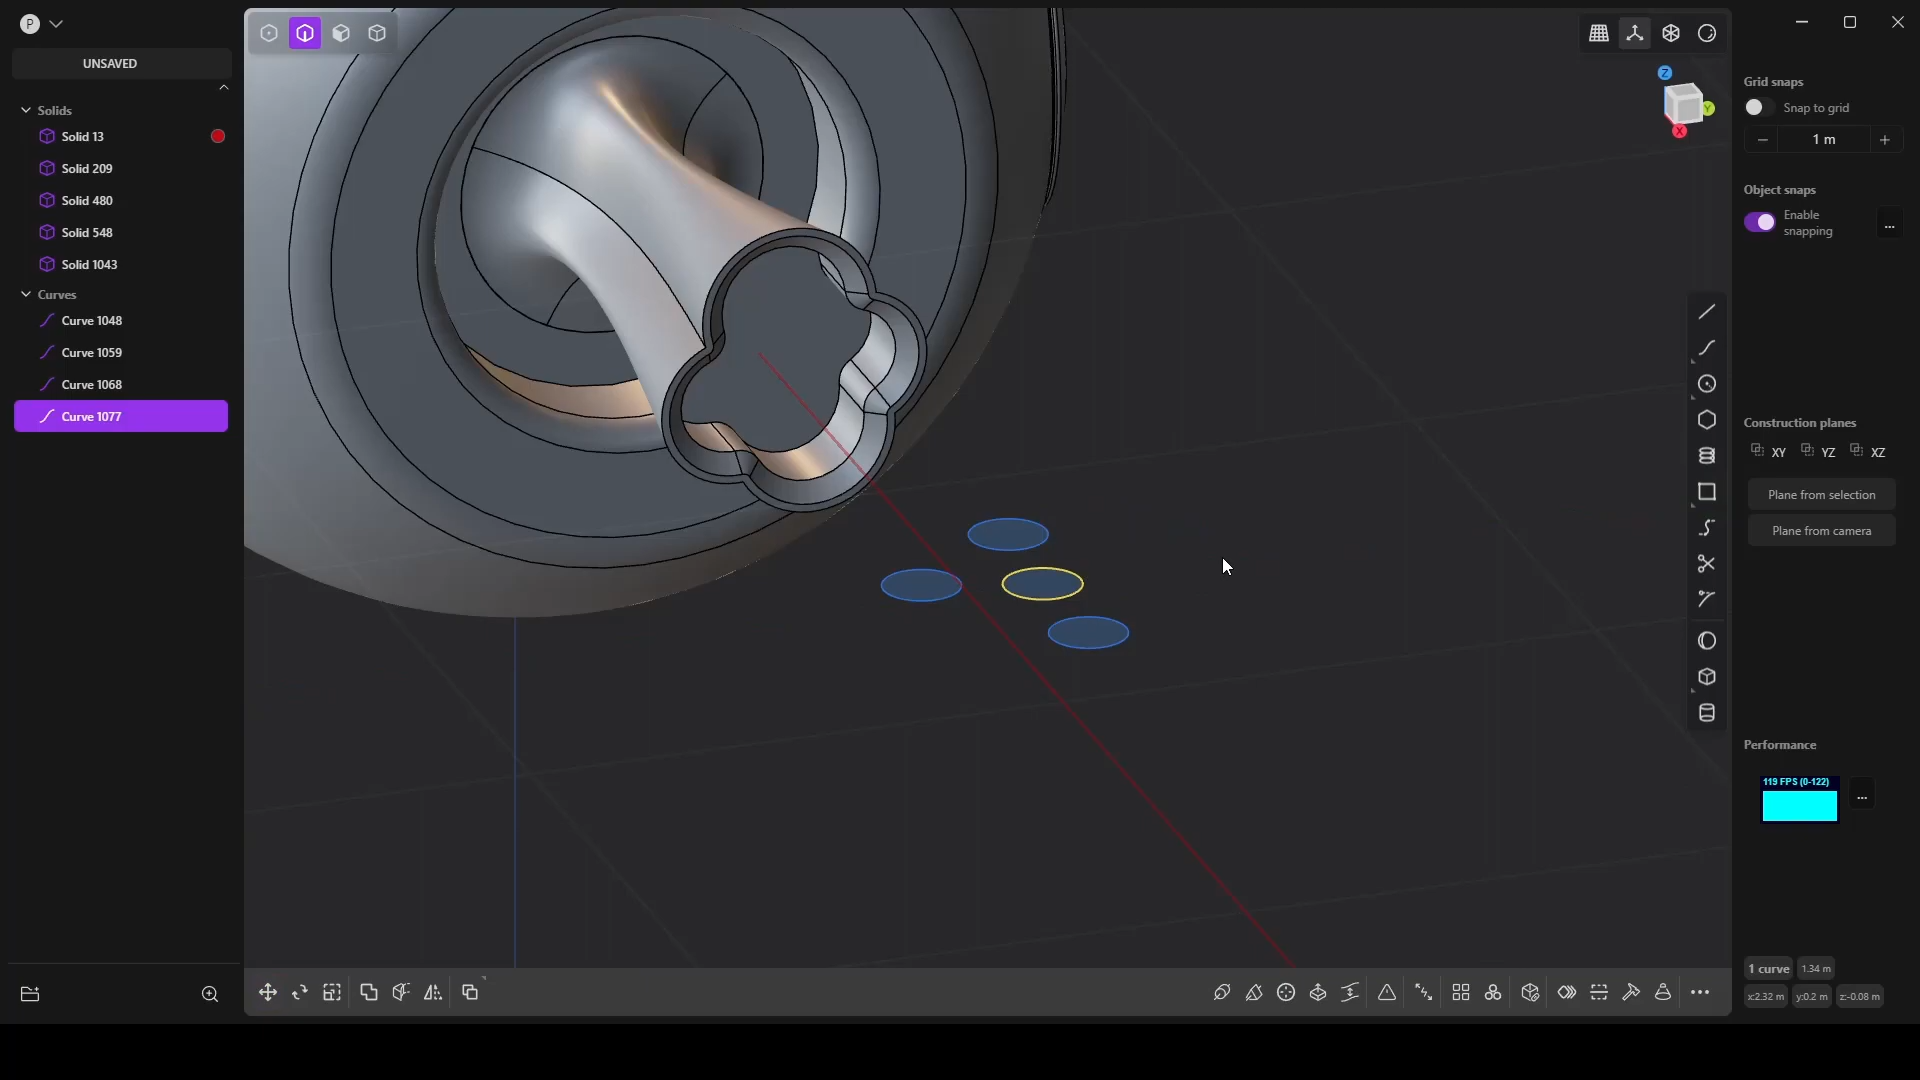 P
UNSAVED
Solids
Solid 13
Solid 209
Solid 480
Solid 548
Solid 1043
Curves
Curve 1048
Curve 1059
Curve 1068
Curve 1077
Z
Y
X
Grid snaps
Snap to grid
1 m
Object snaps
Enable
snapping
...
Construction planes
XY YZ XZ
Plane from selection
Plane from camera
Performance
119 FPS (0-122)
...
1 curve 1.34 m
x:2.32 m y:0.2 m z:-0.08 m